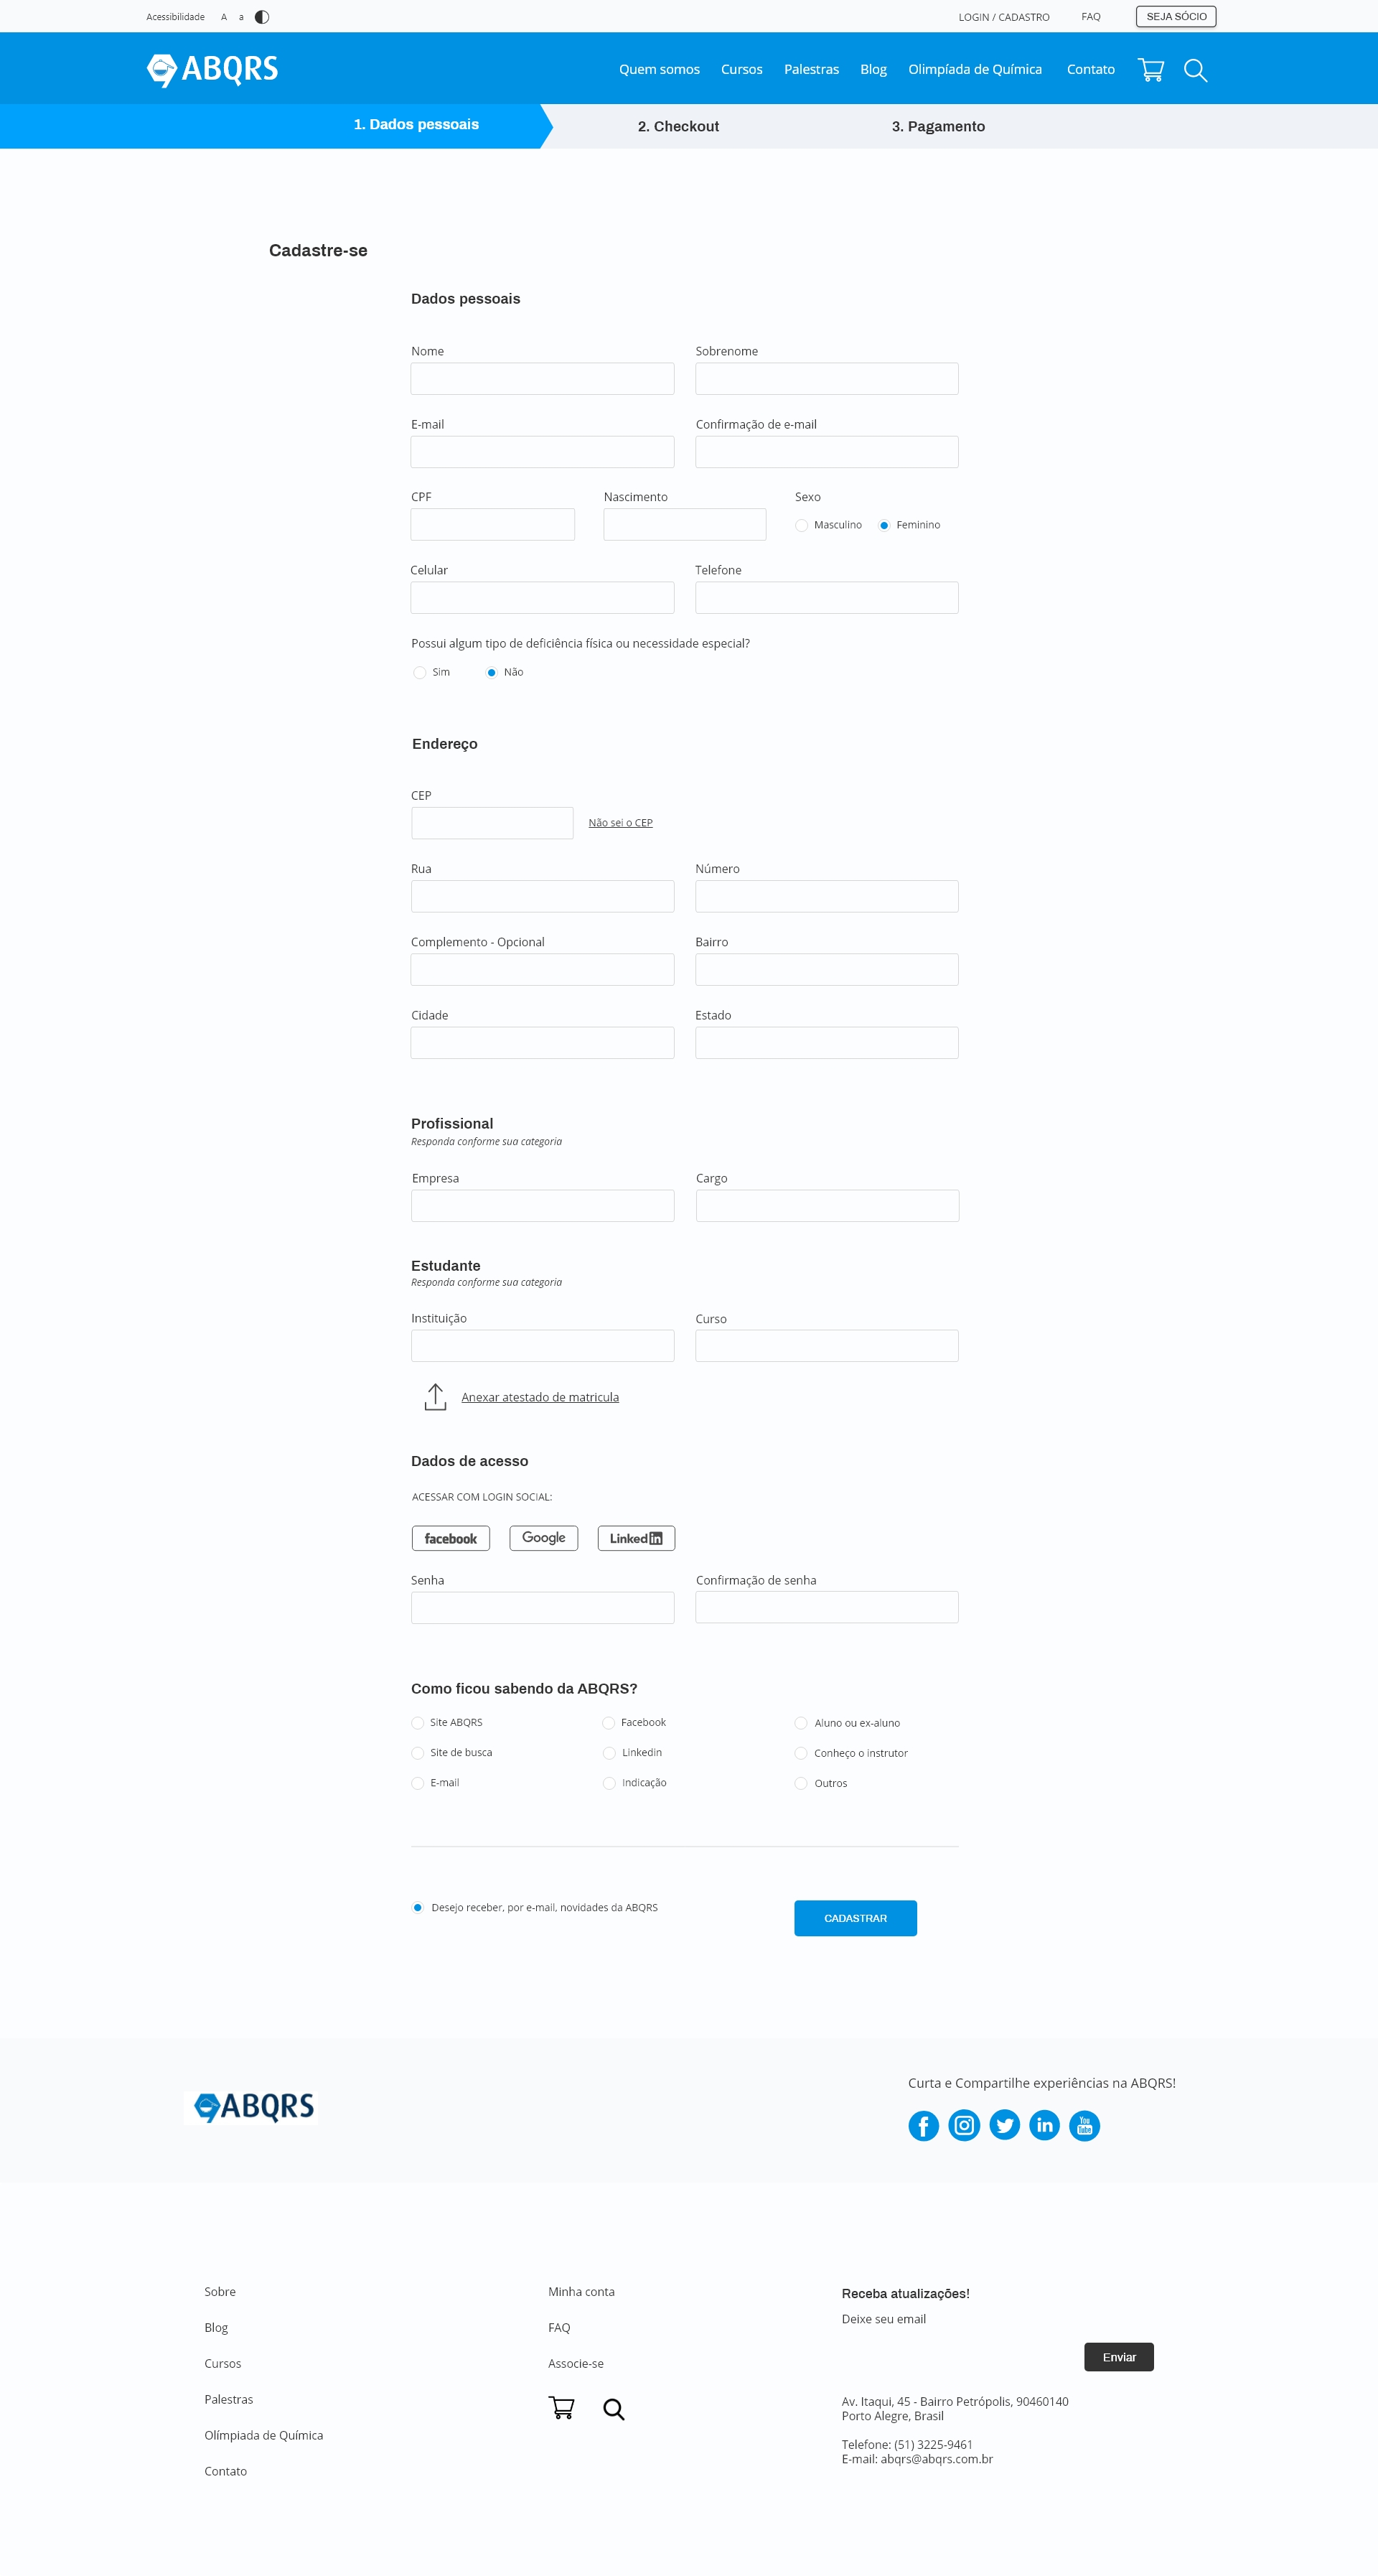 Acessibilidade A a LOGIN / CADASTRO FAQ SEJA SÓCIO
ABQRS Quem somos Cursos Palestras Blog Olimpíada de Química Contato
1. Dados pessoais 2. Checkout 3. Pagamento
Cadastre-se
Dados pessoais
Nome Sobrenome
E-mail Confirmação de e-mail
CPF Nascimento Sexo
Masculino Feminino
Celular Telefone
Possui algum tipo de deficiência física ou necessidade especial?
Sim Não
Endereço
CEP
Não sei o CEP
Rua Número
Complemento - Opcional Bairro
Cidade Estado
Profissional
Responda conforme sua categoria
Empresa Cargo
Estudante
Responda conforme sua categoria
Instituição Curso
Anexar atestado de matricula
Dados de acesso
ACESSAR COM LOGIN SOCIAL:
facebook Google Linked in
Senha Confirmação de senha
Como ficou sabendo da ABQRS?
Site ABQRS Facebook Aluno ou ex-aluno
Site de busca Linkedin Conheço o instrutor
E-mail Indicação Outros
Desejo receber, por e-mail, novidades da ABQRS CADASTRAR
Curta e Compartilhe experiências na ABQRS!
ABQRS f in You Tube
Sobre Minha conta Receba atualizações!
Deixe seu email
Blog FAQ
Cursos Associe-se Enviar
Palestras
Av. Itaqui, 45 - Bairro Petrópolis, 90460140
Porto Alegre, Brasil
Olímpiada de Química
Telefone: (51) 3225-9461
E-mail: abqrs@abqrs.com.br
Contato